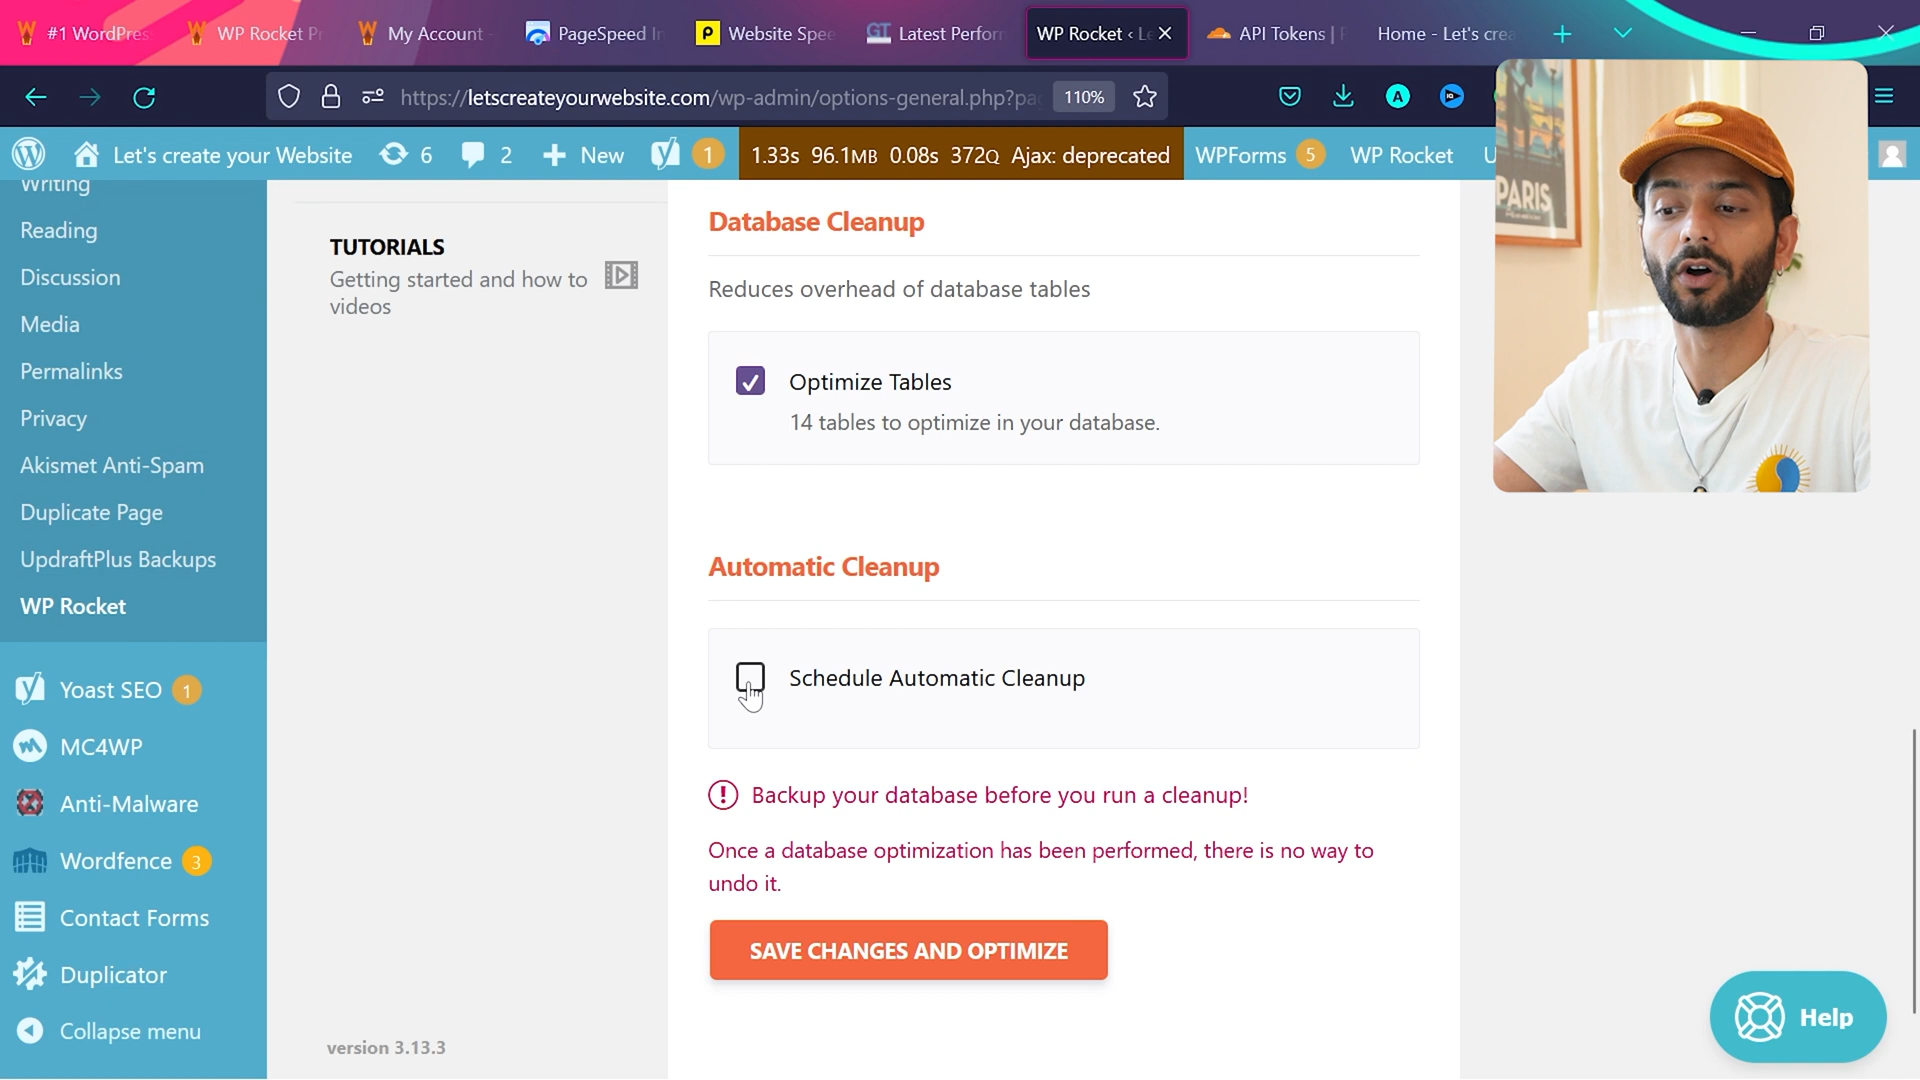 #1 WordPres
WP Rocket Pr
My Account -
PageSpeed In
Website Spee
Latest Perforn
WP Rocket ‹ Le
API Tokens | P
Home - Let's crea
https://letscreateyourwebsite.com/wp-admin/options-general.php?pa
110%
Let's create your Website
6
2
New
1
1.33s 96.1MB 0.08s 372Q Ajax: deprecated
WPForms 5
WP Rocket
U
PARIS
Writing
Reading
Discussion
Media
Permalinks
Privacy
Akismet Anti-Spam
Duplicate Page
UpdraftPlus Backups
WP Rocket
Yoast SEO 1
MC4WP
Anti-Malware
Wordfence 3
Contact Forms
Duplicator
Collapse menu
TUTORIALS
Getting started and how to
videos
version 3.13.3
Database Cleanup
Reduces overhead of database tables
Optimize Tables
14 tables to optimize in your database.
Automatic Cleanup
Schedule Automatic Cleanup
Backup your database before you run a cleanup!
Once a database optimization has been performed, there is no way to
undo it.
SAVE CHANGES AND OPTIMIZE
Help